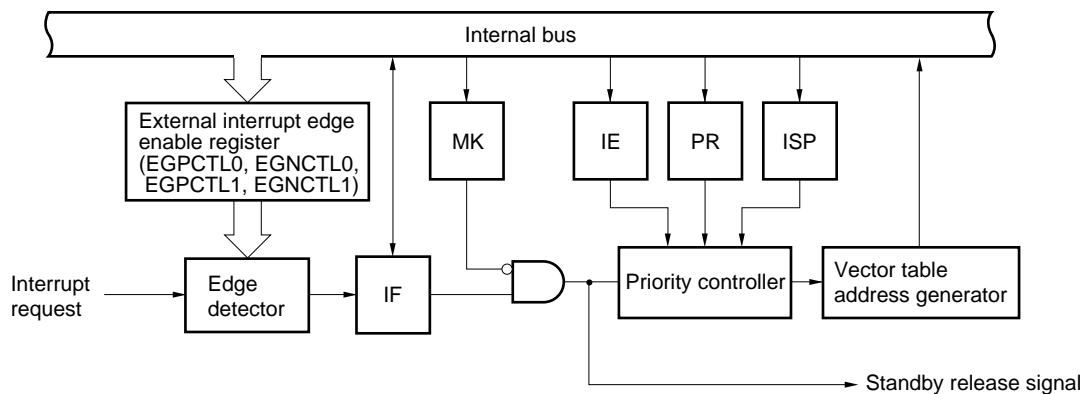 Internal bus
External interrupt edge
enable register
(EGPCTL0, EGNCTL0,
EGPCTL1, EGNCTL1)
MK
IE
PR
ISP
Interrupt
request
Edge
detector
IF
Priority controller
Vector table
address generator
Standby release signal